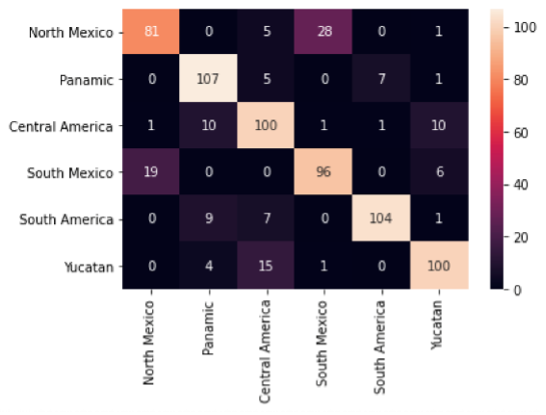 North Mexico 81 0 5 28 0 1
Panamic 0 107 5 0 7 1
Central America 1 10 100 1 1 10
South Mexico 19 0 0 96 0 6
South America 0 9 7 0 104 1
Yucatan 0 4 15 1 0 100
North Mexico
Panamic
Central America
South Mexico
South America
Yucatan
100
80
60
40
20
0